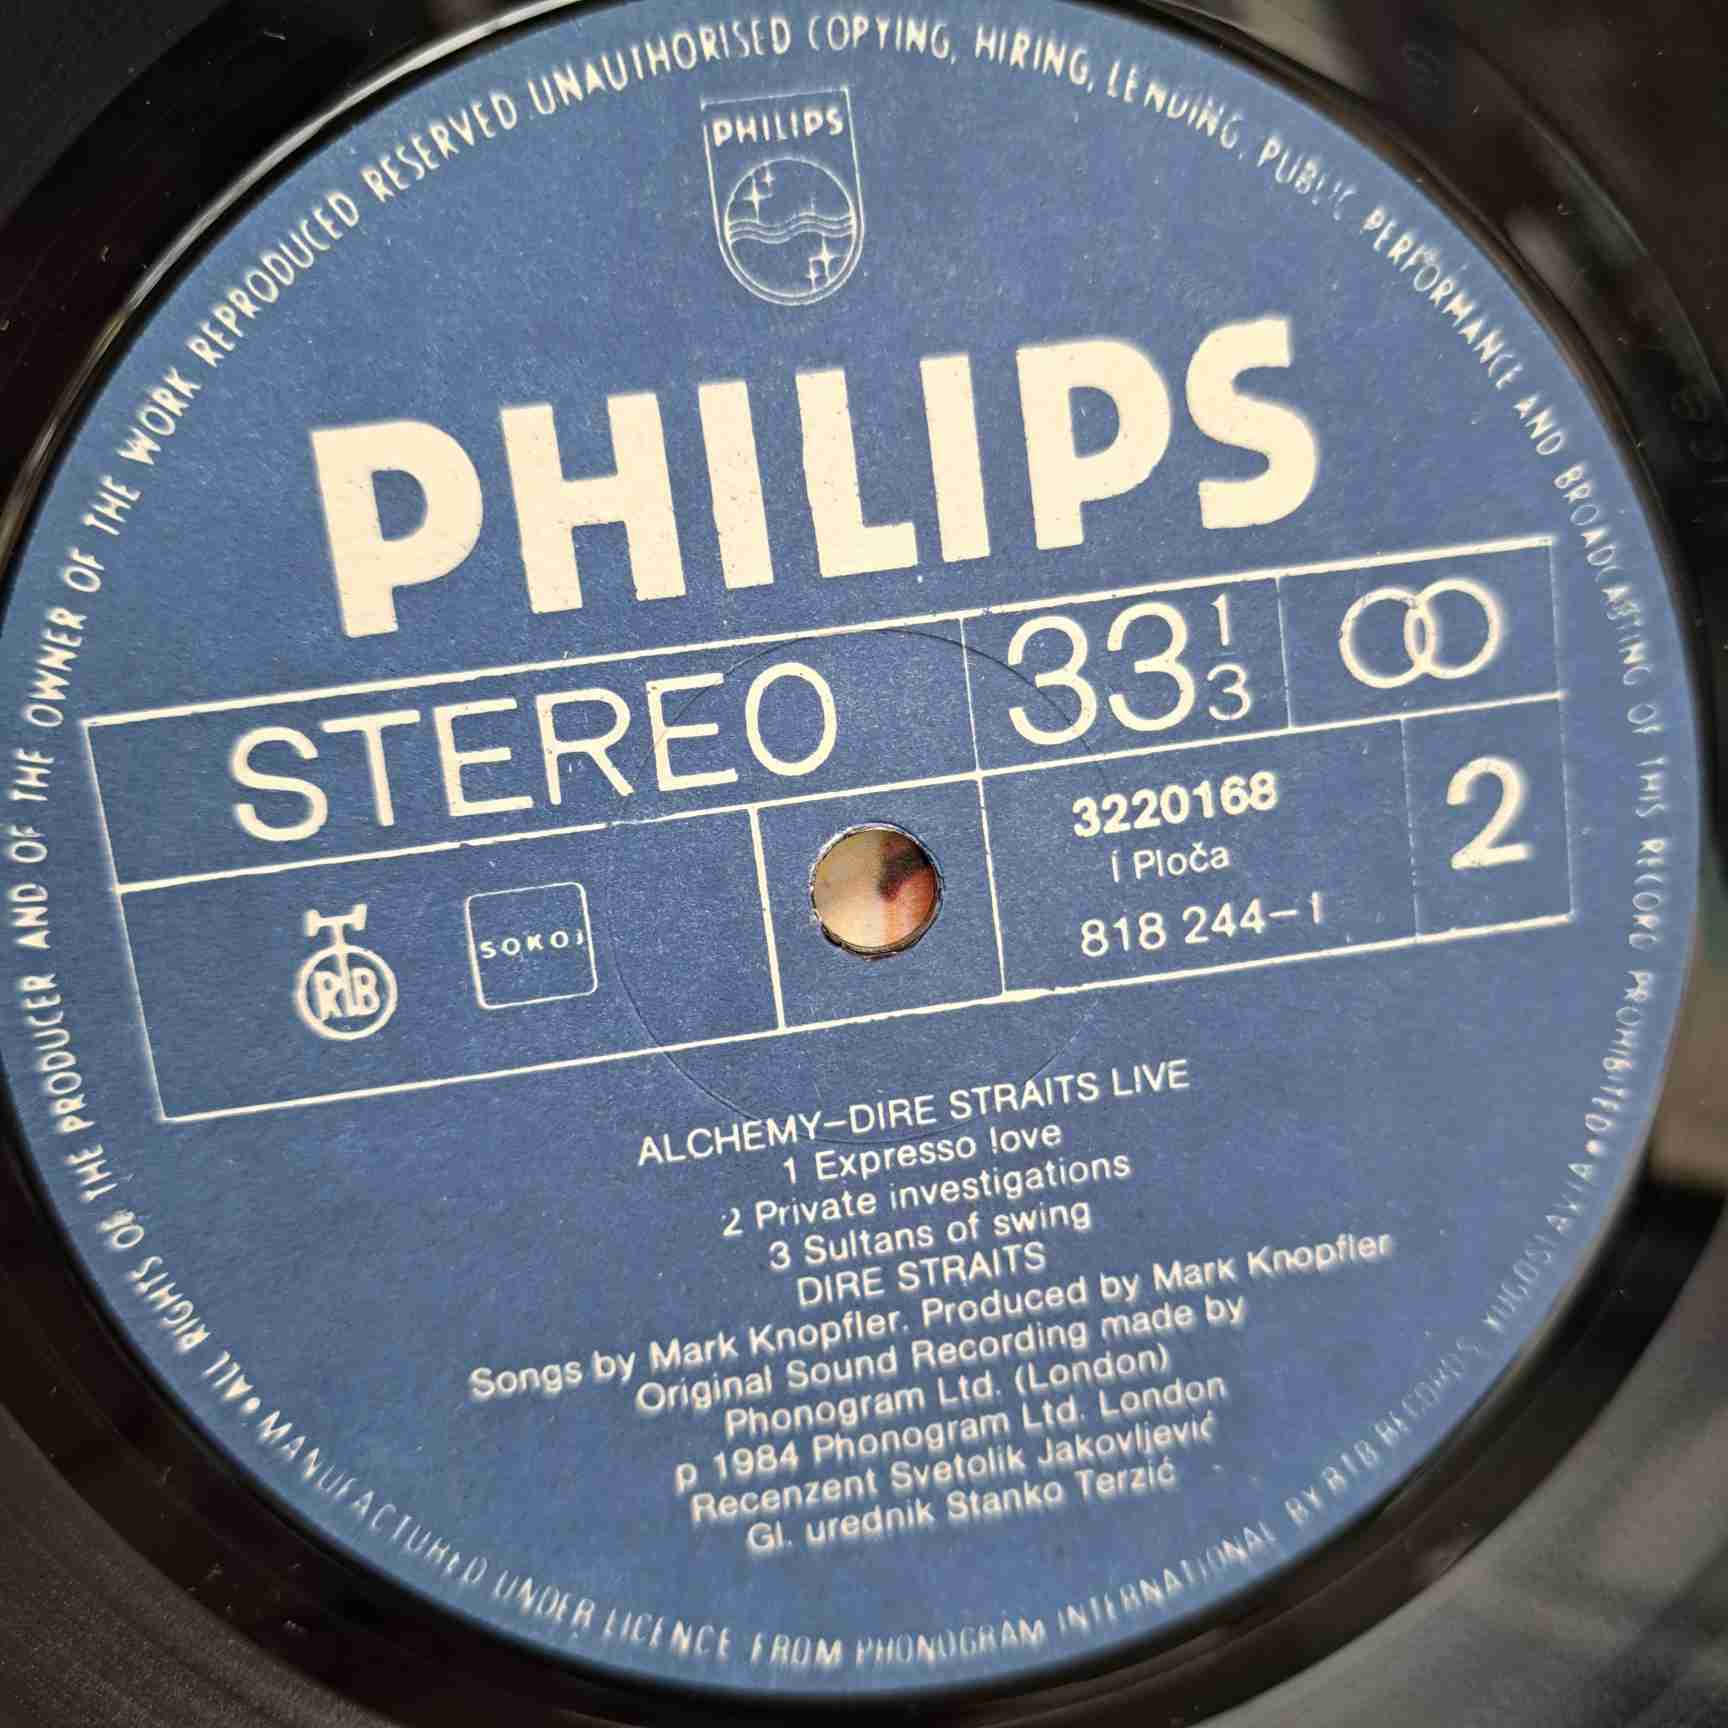 ALL RIGHTS OF THE PRODUCER AND OF THE OWNER OF THE WORK REPRODUCED RESERVED UNAUTHORISED COPYING, HIRING, LENDING, PUBLIC PERFORMANCE AND BROADCASTING OF THIS RECORD PROHIBITED •
PHILIPS
PHILIPS
STEREO 33 1/3
RTB SOKOJ
3220168 2
I Ploča
818 244-1
ALCHEMY-DIRE STRAITS LIVE
1 Expresso love
2 Private investigations
3 Sultans of swing
DIRE STRAITS
Songs by Mark Knopfler. Produced by Mark Knopfler
Original Sound Recording made by
Phonogram Ltd. (London)
p 1984 Phonogram Ltd. London
Recenzent Svetolik Jakovljević
Gl. urednik Stanko Terzić
• MANUFACTURED UNDER LICENCE FROM PHONOGRAM INTERNATIONAL BY RTB RECORDS, YUGOSLAVIA